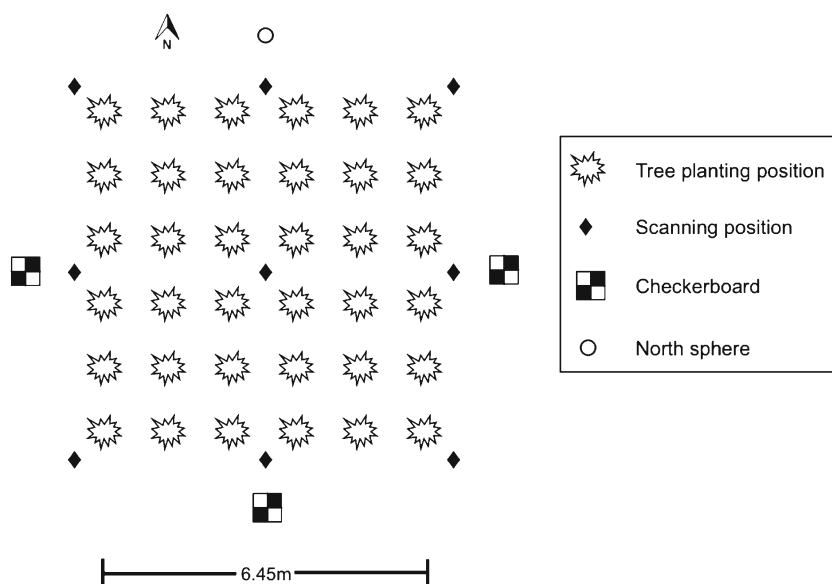 N
Tree planting position
Scanning position
Checkerboard
North sphere
6.45m